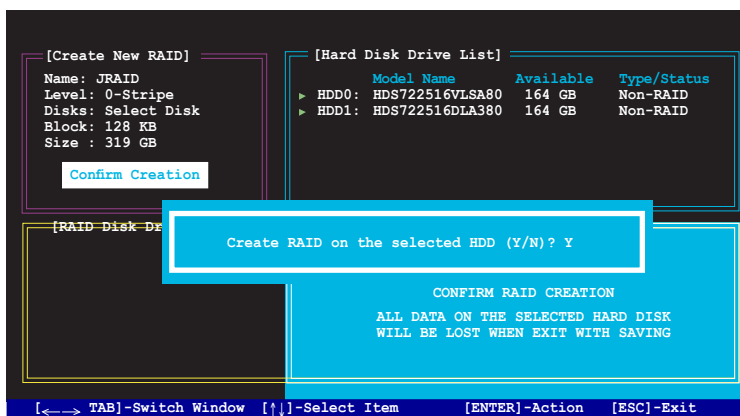 [Create New RAID]
Name: JRAID
Level: 0-Stripe
Disks: Select Disk
Block: 128 KB
Size : 319 GB
Confirm Creation
[Hard Disk Drive List]
Model Name Available Type/Status
▸ HDD0: HDS722516VLSA80 164 GB Non-RAID
▸ HDD1: HDS722516DLA380 164 GB Non-RAID
[RAID Disk Dr
Create RAID on the selected HDD (Y/N)? Y
CONFIRM RAID CREATION
ALL DATA ON THE SELECTED HARD DISK
WILL BE LOST WHEN EXIT WITH SAVING
[←→ TAB]-Switch Window [↑↓]-Select Item [ENTER]-Action [ESC]-Exit